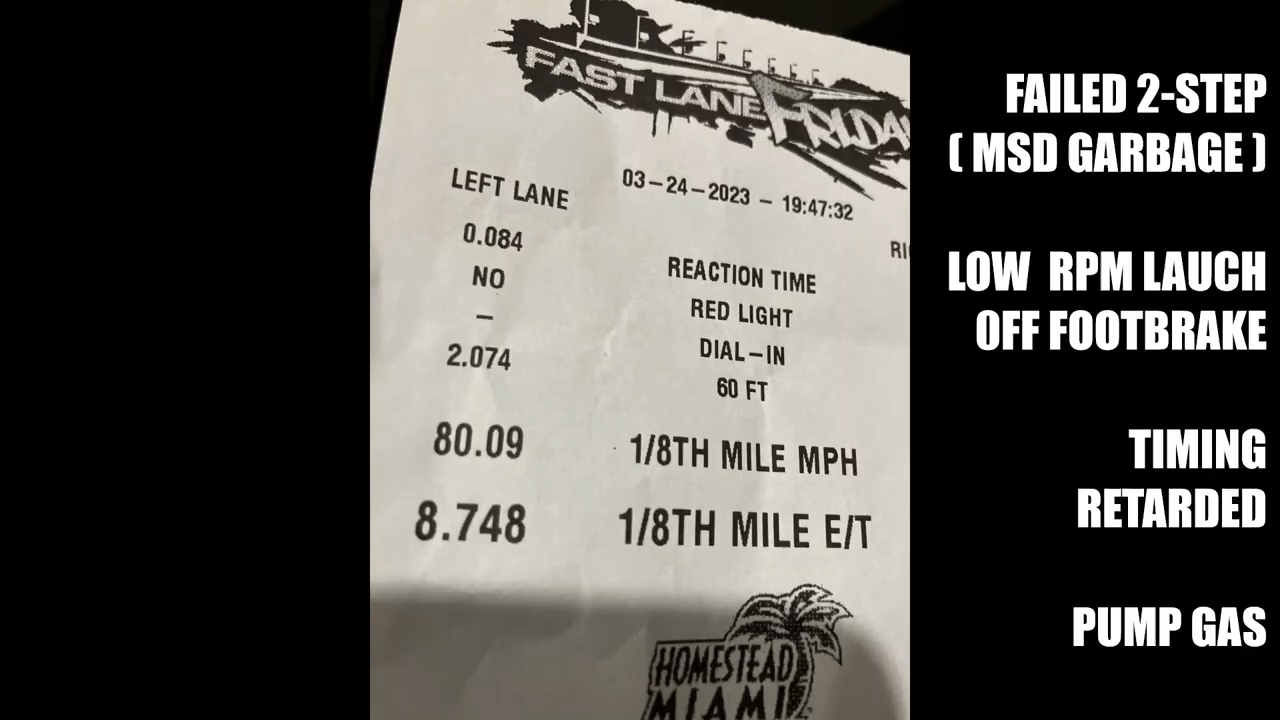 FAST LANE FRIDA
03-24-2023 - 19:47:32
LEFT LANE
0.084 REACTION TIME
NO RED LIGHT
- DIAL-IN
2.074 60 FT
80.09 1/8TH MILE MPH
8.748 1/8TH MILE E/T
HOMESTEAD
MIAMI
FAILED 2-STEP
( MSD GARBAGE )
LOW RPM LAUCH
OFF FOOTBRAKE
TIMING
RETARDED
PUMP GAS